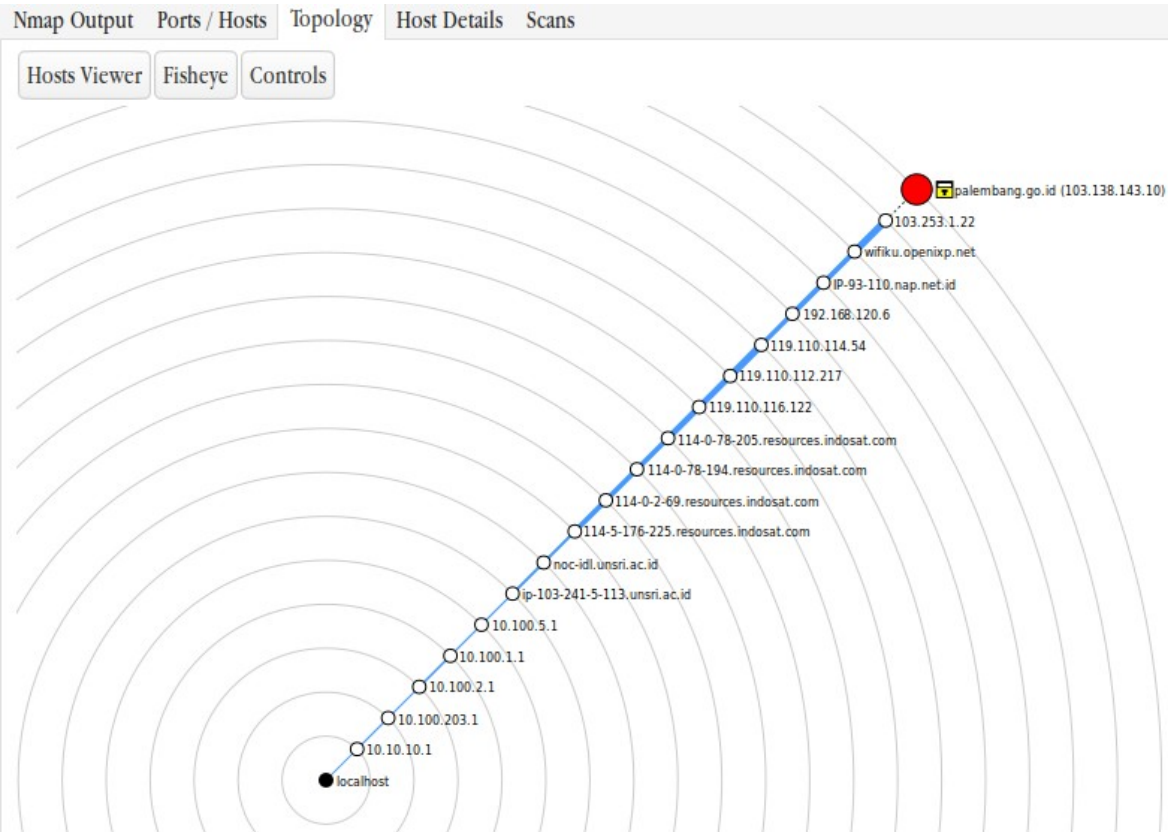 Nmap Output Ports / Hosts Topology Host Details Scans
Hosts Viewer Fisheye Controls
palembang.go.id (103.138.143.10)
103.253.1.22
wifiku.openixp.net
IP-93-110.nap.net.id
192.168.120.6
119.110.114.54
119.110.112.217
119.110.116.122
114-0-78-205.resources.indosat.com
114-0-78-194.resources.indosat.com
114-0-2-69.resources.indosat.com
114-5-176-225.resources.indosat.com
noc-idl.unsri.ac.id
ip-103-241-5-113.unsri.ac.id
10.100.5.1
10.100.1.1
10.100.2.1
10.100.203.1
10.10.10.1
localhost